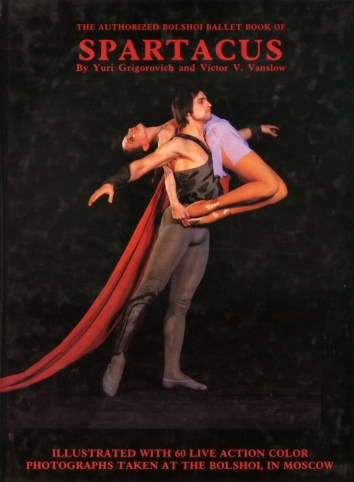 THE AUTHORIZED BOLSHOI BALLET BOOK OF
SPARTACUS
By Yuri Grigorovich and Victor V. Vanslow
ILLUSTRATED WITH 60 LIVE ACTION COLOR
PHOTOGRAPHS TAKEN AT THE BOLSHOI, IN MOSCOW